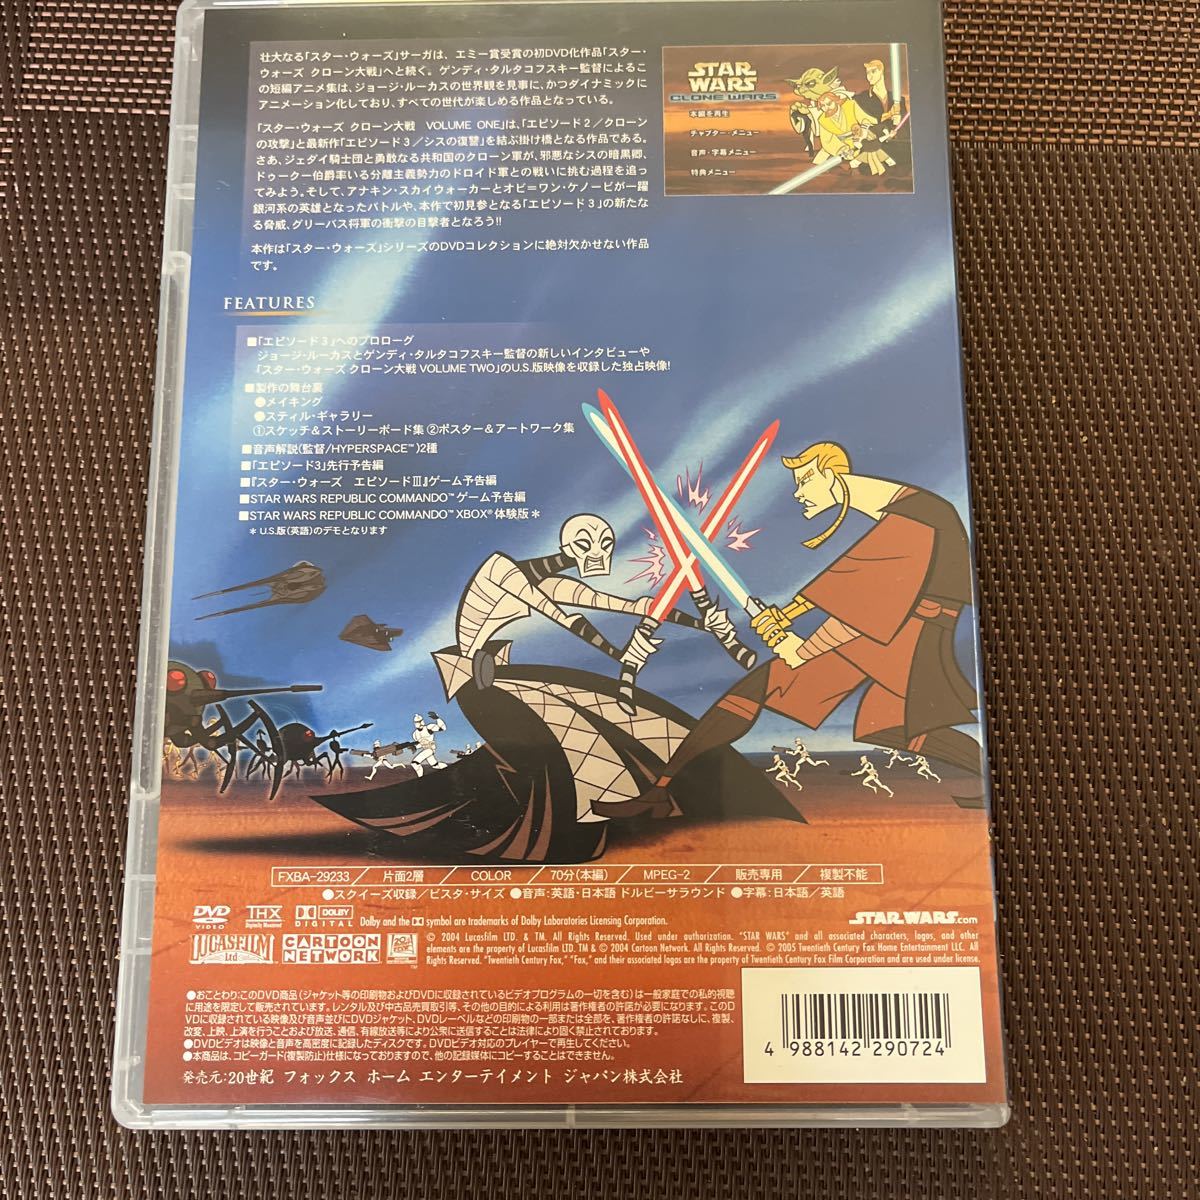 壮大なる「スター・ウォーズ」サーガは、エミー賞受賞の初DVD化作品「スター・
ウォーズ クローン大戦」へと続く。ゲンディ・タルタコフスキー監督によるこ
の短編アニメ集は、ジョージ・ルーカスの世界観を見事に、かつダイナミックに
アニメーション化しており、すべての世代が楽しめる作品となっている。
「スター・ウォーズ クローン大戦 VOLUME ONE」は、「エピソード2／クローン
の攻撃」と最新作「エピソード3／シスの復讐」を結ぶ掛け橋となる作品である。
さあ、ジェダイ騎士団と勇敢なる共和国のクローン軍が、邪悪なシスの暗黒卿、
ドゥークー伯爵率いる分離主義勢力のドロイド軍との戦いに挑む過程を追っ
てみよう。そして、アナキン・スカイウォーカーとオビ=ワン・ケノービが一躍
銀河系の英雄となったバトルや、本作で初見参となる「エピソード3」の新たな
る脅威、グリーバス将軍の衝撃の目撃者となろう!!
本作は「スター・ウォーズ」シリーズのDVDコレクションに絶対欠かせない作品
です。
STAR
WARS
CLONE WARS
本編を再生
チャプター・メニュー
音声・字幕メニュー
特典メニュー
FEATURES
■「エピソード3」へのプロローグ
ジョージ・ルーカスとゲンディ・タルタコフスキー監督の新しいインタビューや
「スター・ウォーズ クローン大戦 VOLUME TWO」のU.S.版映像を収録した独占映像!
■製作の舞台裏
●メイキング
●スティル・ギャラリー
①スケッチ&ストーリーボード集 ②ポスター&アートワーク集
■音声解説(監督/HYPERSPACE™)2種
■「エピソード3」先行予告編
■『スター・ウォーズ エピソードⅢ』ゲーム予告編
■STAR WARS REPUBLIC COMMANDO™ゲーム予告編
■STAR WARS REPUBLIC COMMANDO™ XBOX®体験版＊
＊U.S.版(英語)のデモとなります
FXBA-29233／片面2層／COLOR／70分(本編)／MPEG-2／販売専用／複製不能
●スクイーズ収録／ビスタ・サイズ ●音声:英語・日本語 ドルビーサラウンド ●字幕:日本語／英語
DVD VIDEO THX Digitally Mastered DOLBY DIGITAL Dolby and the DD symbol are trademarks of Dolby Laboratories Licensing Corporation. STAR WARS.com
LUCASFILM Ltd CARTOON NETWORK ™
© 2004 Lucasfilm LTD. & TM. All Rights Reserved. Used under authorization. "STAR WARS" and all associated characters, logos, and other
elements are the property of Lucasfilm LTD. TM & © 2004 Cartoon Network. All Rights Reserved. © 2005 Twentieth Century Fox Home Entertainment LLC. All
Rights Reserved. "Twentieth Century Fox," "Fox," and their associated logos are the property of Twentieth Century Fox Film Corporation and are used under license.
●おことわり:このDVD商品(ジャケット等の印刷物およびDVDに収録されているビデオプログラムの一切を含む)は一般家庭での私的視聴
に用途を限定して販売されています。レンタル及び中古品売買取引等、その他の目的による利用は著作権者の許諾が必要になります。このD
VDに収録されている映像及び音声並びにDVDジャケット、DVDレーベルなどの印刷物の一部または全部を、著作権者の許諾なしに、複製、
改変、上映、上演を行うことおよび放送、通信、有線放送等により公衆に送信することは法律により固く禁止されております。
●DVDビデオは映像と音声を高密度に記録したディスクです。DVDビデオ対応のプレイヤーで再生してください。
●本商品は、コピーガード(複製防止)仕様になっておりますので、他の記録媒体にコピーすることはできません。
発売元:20世紀 フォックス ホーム エンターテイメント ジャパン株式会社
4 988142 290724